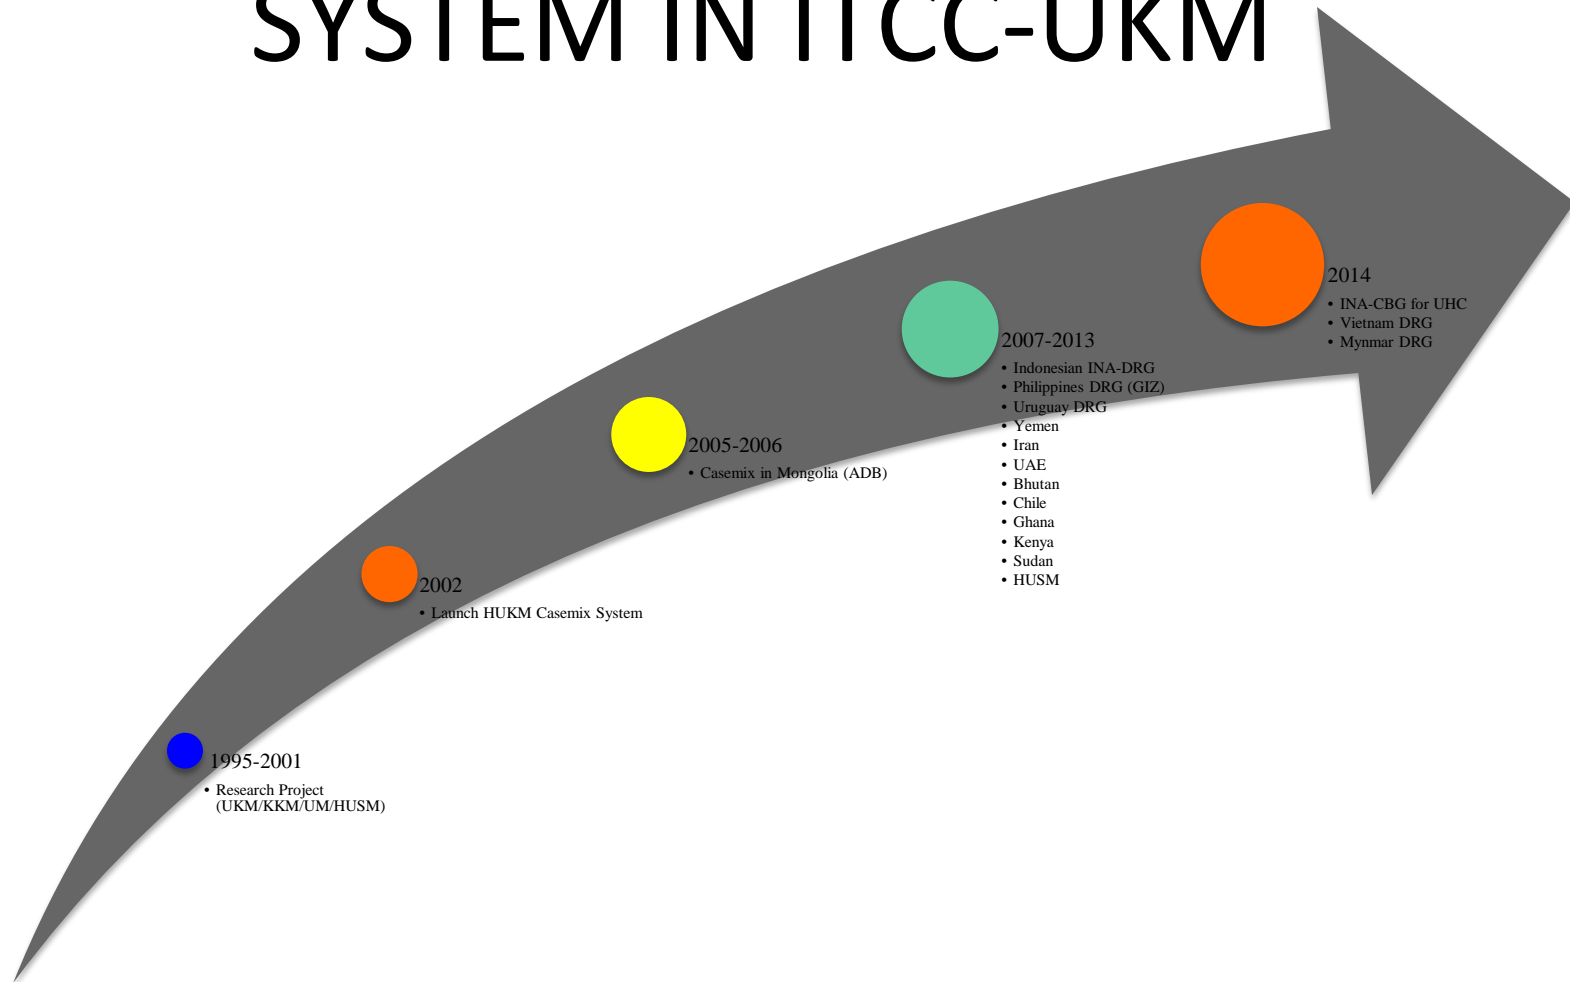 SYSTEM IN ITCC-UKM
2014
• INA-CBG for UHC
• Vietnam DRG
• Mynmar DRG
2007-2013
• Indonesian INA-DRG
• Philippines DRG (GIZ)
• Uruguay DRG
• Yemen
• Iran
• UAE
• Bhutan
• Chile
• Ghana
• Kenya
• Sudan
• HUSM
2005-2006
• Casemix in Mongolia (ADB)
2002
• Launch HUKM Casemix System
1995-2001
• Research Project
(UKM/KKM/UM/HUSM)